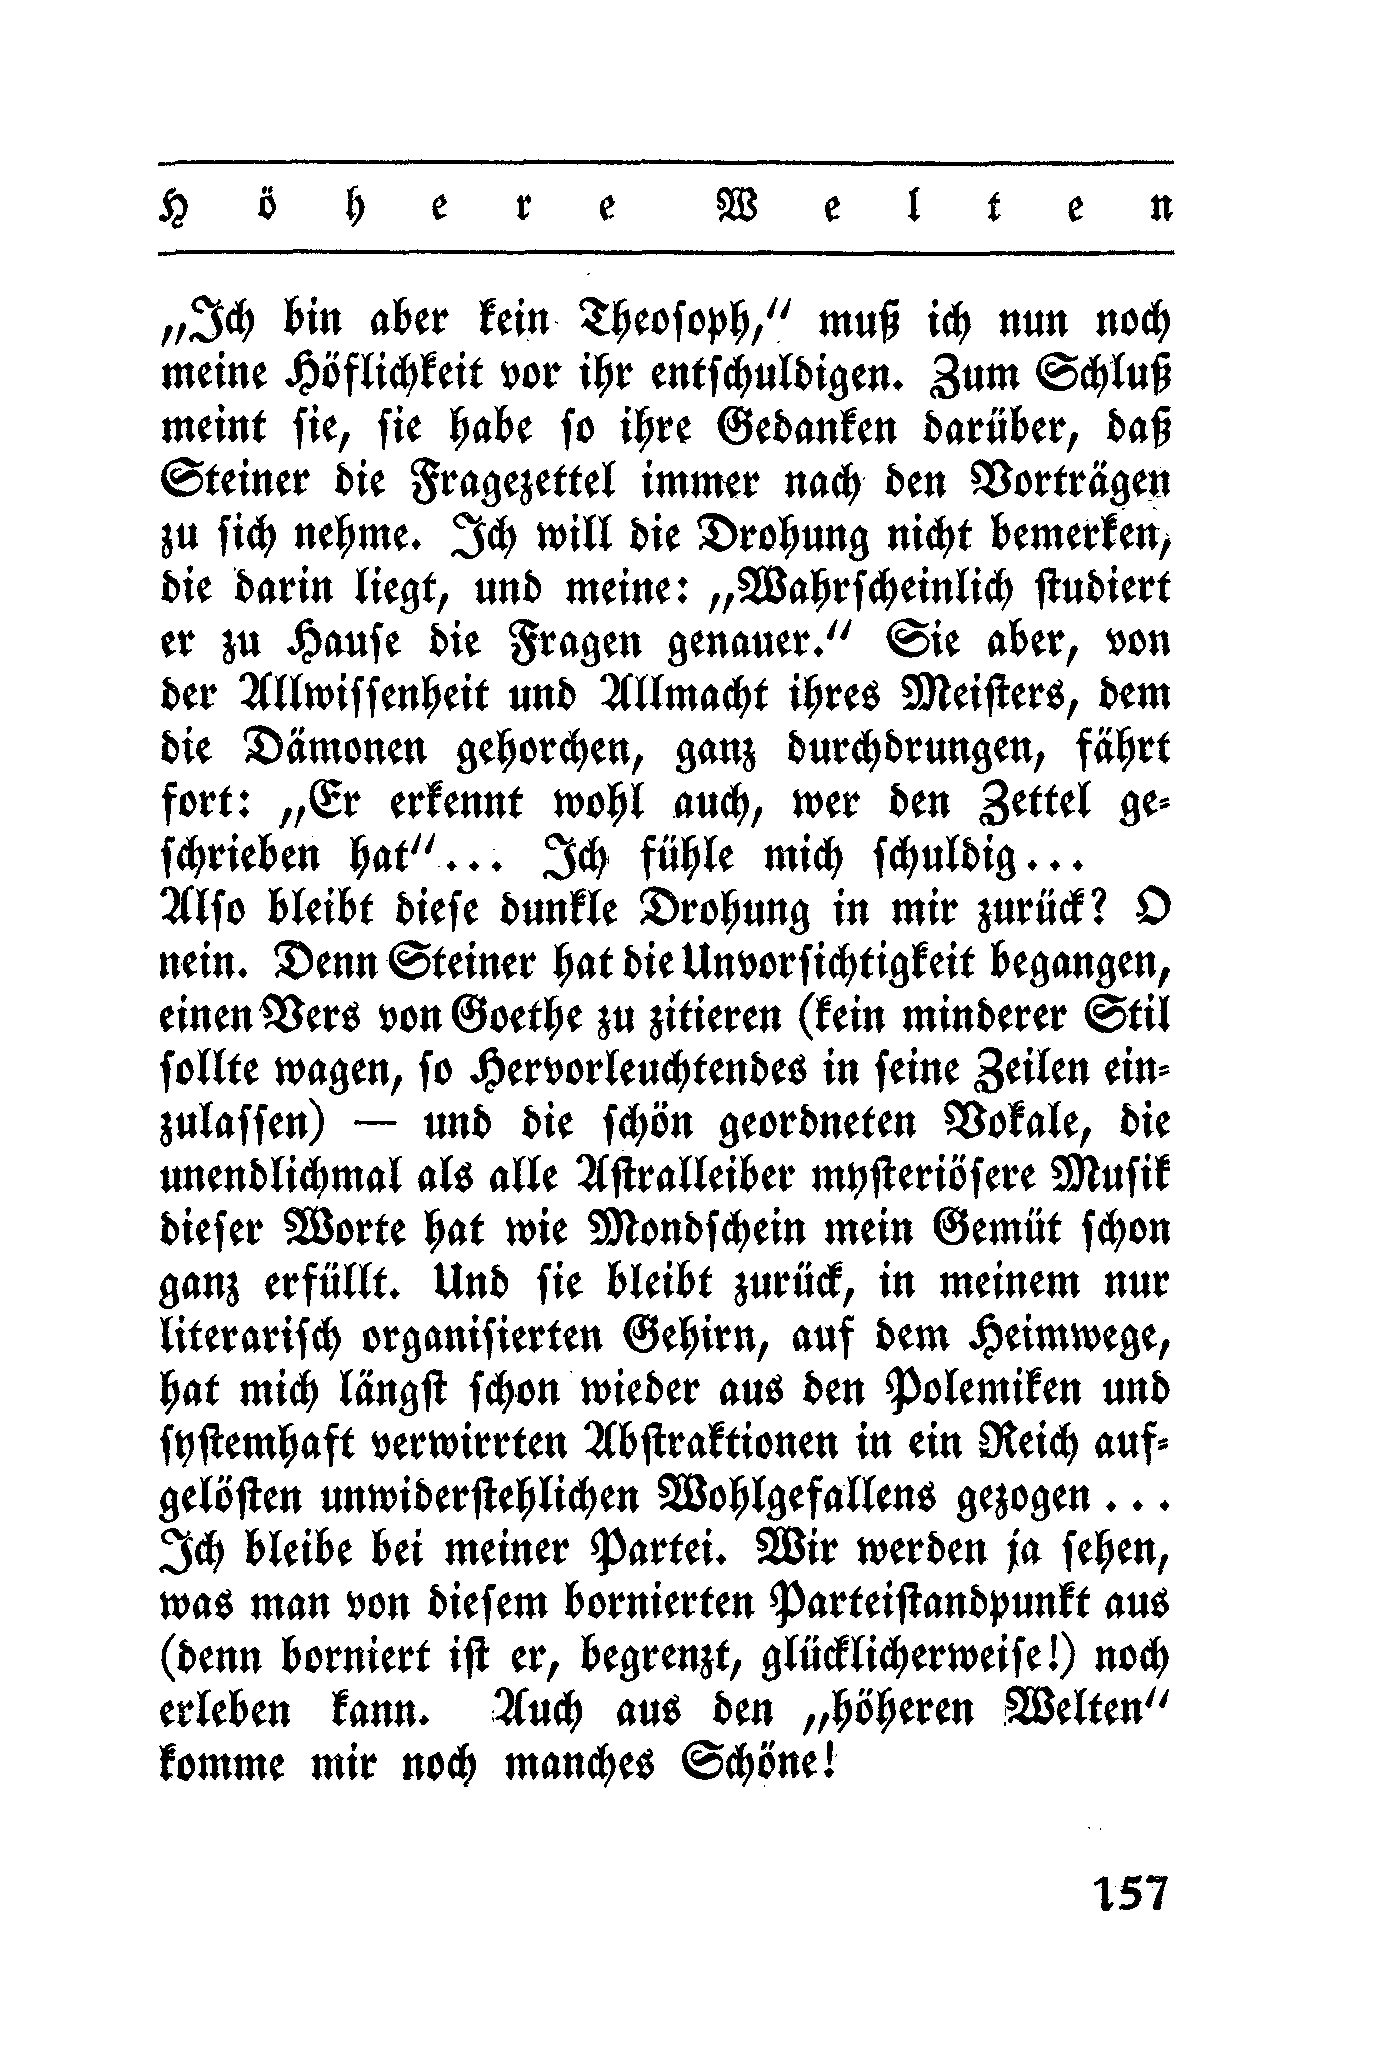 Höhere Welten
„Ich bin aber kein Theosoph,“ muß ich nun noch
meine Höflichkeit vor ihr entschuldigen. Zum Schluß
meint sie, sie habe so ihre Gedanken darüber, daß
Steiner die Fragezettel immer nach den Vorträgen
zu sich nehme. Ich will die Drohung nicht bemerken,
die darin liegt, und meine: „Wahrscheinlich studiert
er zu Hause die Fragen genauer.“ Sie aber, von
der Allwissenheit und Allmacht ihres Meisters, dem
die Dämonen gehorchen, ganz durchdrungen, fährt
fort: „Er erkennt wohl auch, wer den Zettel ge-
schrieben hat“... Ich fühle mich schuldig...
Also bleibt diese dunkle Drohung in mir zurück? O
nein. Denn Steiner hat die Unvorsichtigkeit begangen,
einen Vers von Goethe zu zitieren (kein minderer Stil
sollte wagen, so Hervorleuchtendes in seine Zeilen ein-
zulassen) — und die schön geordneten Vokale, die
unendlichmal als alle Astralleiber mysteriösere Musik
dieser Worte hat wie Mondschein mein Gemüt schon
ganz erfüllt. Und sie bleibt zurück, in meinem nur
literarisch organisierten Gehirn, auf dem Heimwege,
hat mich längst schon wieder aus den Polemiken und
systemhaft verwirrten Abstraktionen in ein Reich auf-
gelösten unwiderstehlichen Wohlgefallens gezogen...
Ich bleibe bei meiner Partei. Wir werden ja sehen,
was man von diesem bornierten Parteistandpunkt aus
(denn borniert ist er, begrenzt, glücklicherweise!) noch
erleben kann. Auch aus den „höheren Welten“
komme mir noch manches Schöne!
157